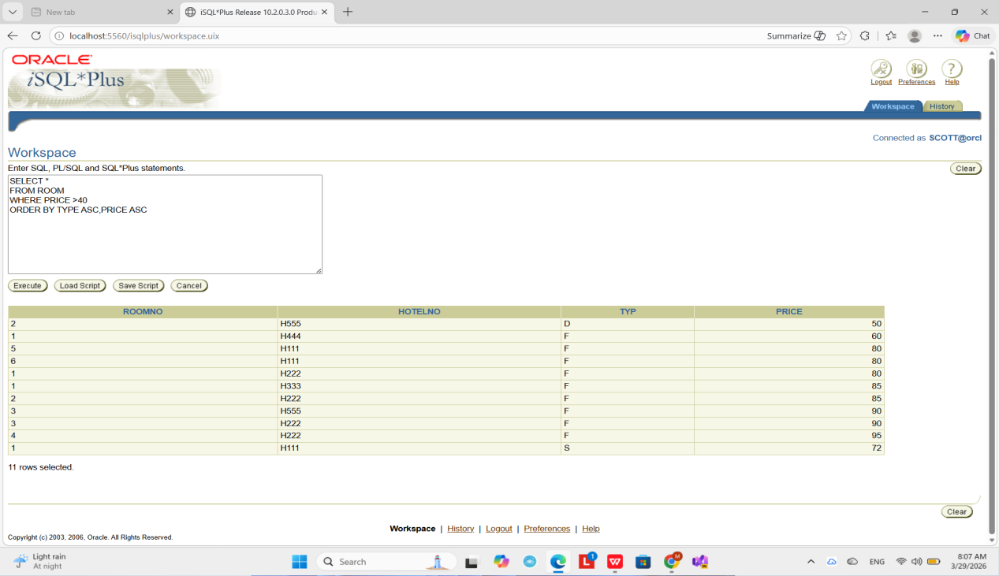 New tab
iSQL*Plus Release 10.2.0.3.0 Produ
localhost:5560/isqlplus/workspace.uix
Summarize
Chat
ORACLE
iSQL*Plus
Logout Preferences Help
Workspace History
Connected as SCOTT@orcl
Workspace
Enter SQL, PL/SQL and SQL*Plus statements.
Clear
SELECT *
FROM ROOM
WHERE PRICE >40
ORDER BY TYPE ASC,PRICE ASC
Execute Load Script Save Script Cancel
ROOMNO HOTELNO TYP PRICE
2 H555 D 50
1 H444 F 60
5 H111 F 80
6 H111 F 80
1 H222 F 80
1 H333 F 85
2 H222 F 85
3 H555 F 90
3 H222 F 90
4 H222 F 95
1 H111 S 72
11 rows selected.
Clear
Workspace | History | Logout | Preferences | Help
Copyright (c) 2003, 2006, Oracle. All Rights Reserved.
Light rain
At night
Search
1
M
ENG
8:07 AM
3/29/2026